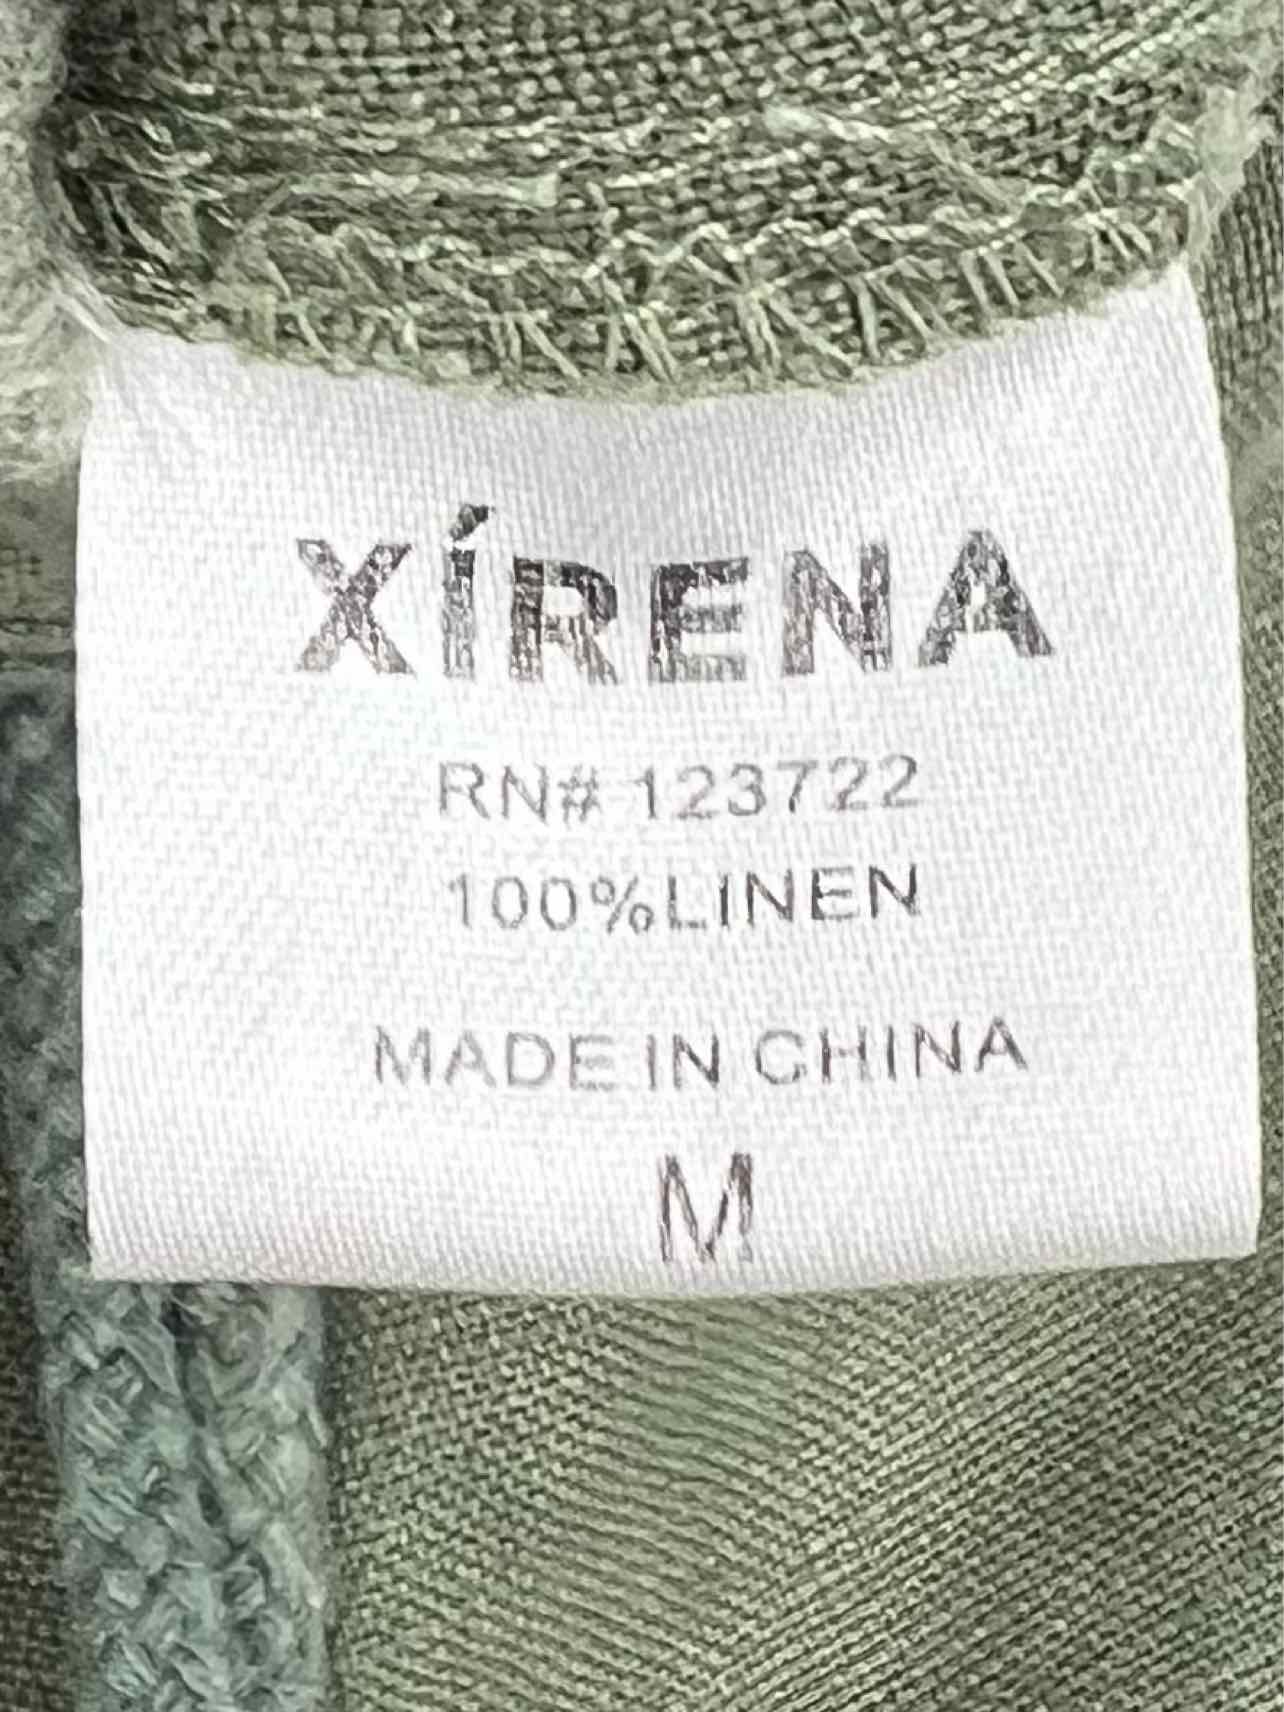 XÍRENA
RN# 123722
100%LINEN
MADE IN CHINA
M